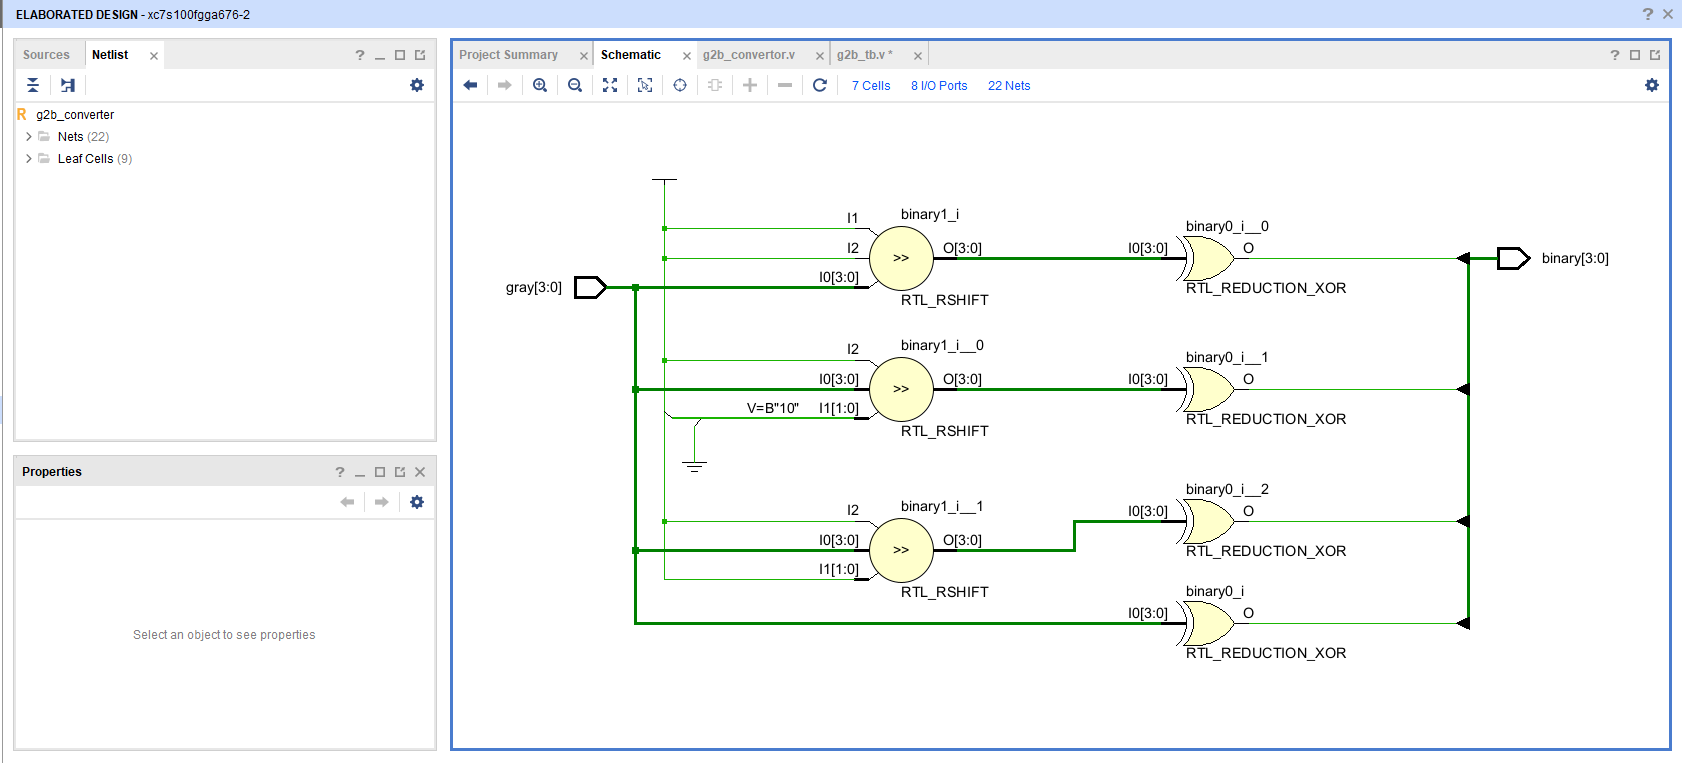 ELABORATED DESIGN - xc7s100fgga676-2
Sources
Netlist
R g2b_converter
Nets (22)
Leaf Cells (9)
Properties
Select an object to see properties
Project Summary
Schematic
g2b_convertor.v
g2b_tb.v *
7 Cells
8 I/O Ports
22 Nets
gray[3:0]
I1
I2
I0[3:0]
binary1_i
>>
O[3:0]
RTL_RSHIFT
I0[3:0]
binary0_i__0
O
RTL_REDUCTION_XOR
binary[3:0]
I2
I0[3:0]
V=B"10"
I1[1:0]
binary1_i__0
>>
O[3:0]
RTL_RSHIFT
I0[3:0]
binary0_i__1
O
RTL_REDUCTION_XOR
I2
I0[3:0]
I1[1:0]
binary1_i__1
>>
O[3:0]
RTL_RSHIFT
I0[3:0]
binary0_i__2
O
RTL_REDUCTION_XOR
I0[3:0]
binary0_i
O
RTL_REDUCTION_XOR